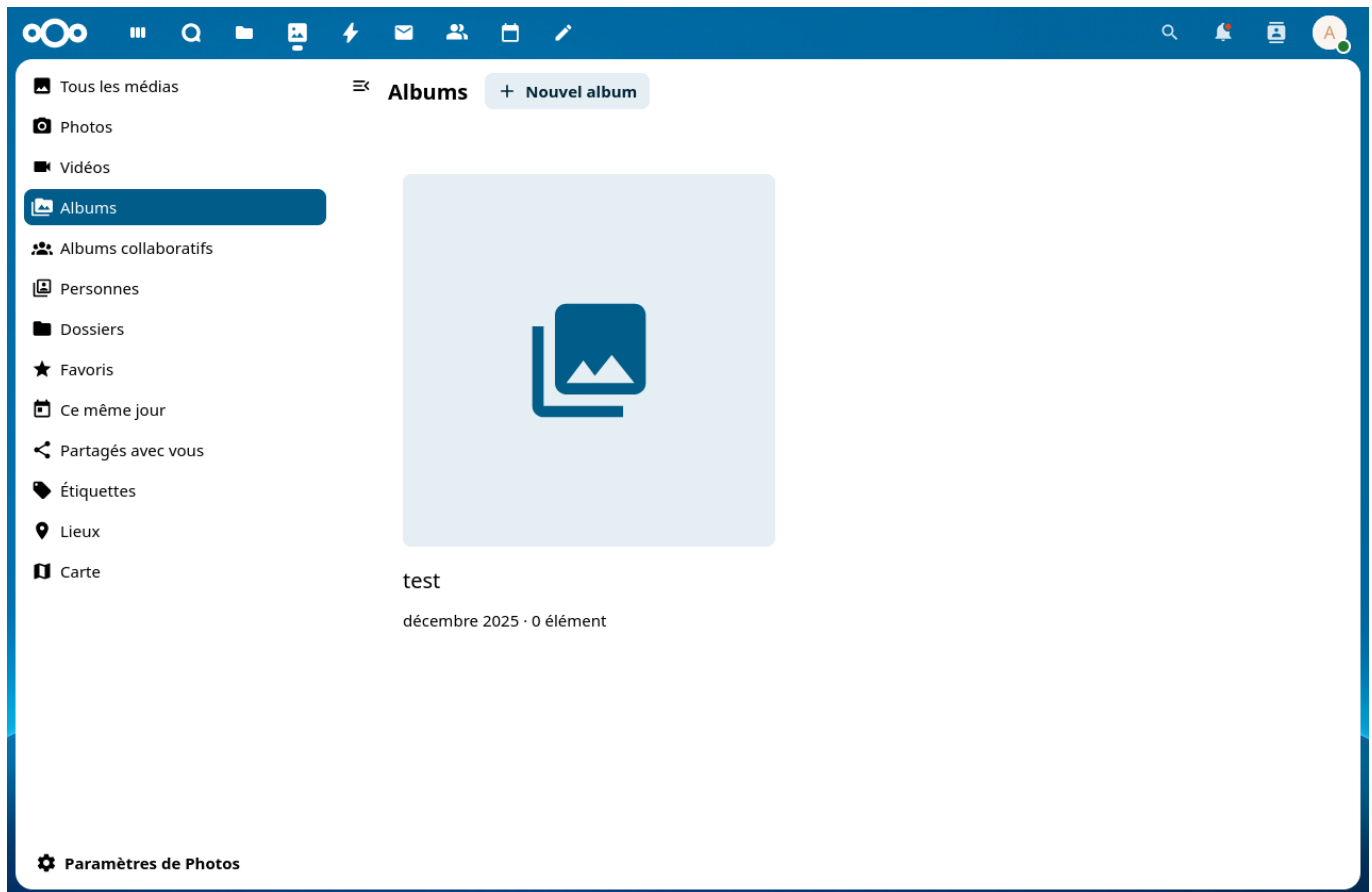 A
Tous les médias
Photos
Vidéos
Albums
Albums collaboratifs
Personnes
Dossiers
Favoris
Ce même jour
Partagés avec vous
Étiquettes
Lieux
Carte
Paramètres de Photos
Albums
+ Nouvel album
test
décembre 2025 · 0 élément